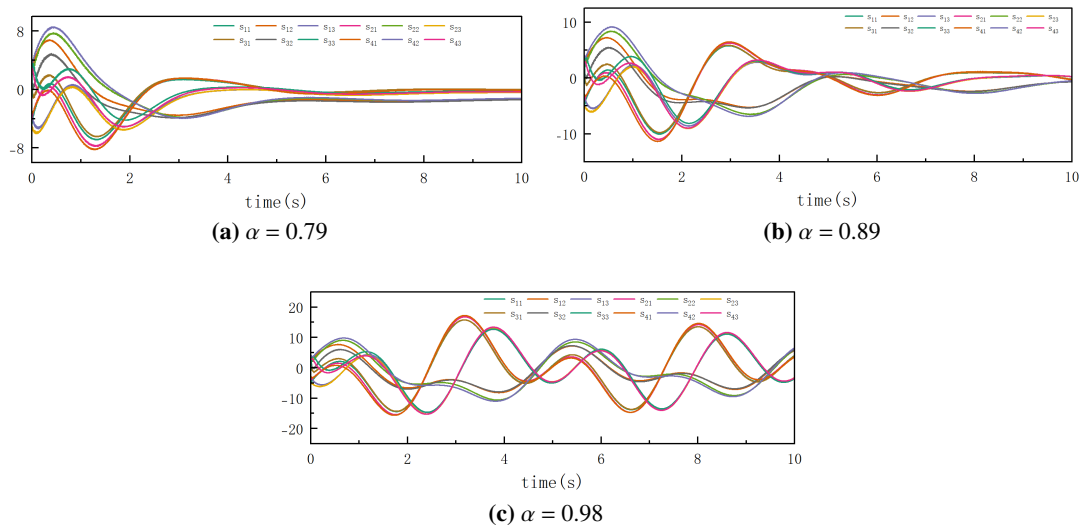 8
0
-8
s₁₁ s₁₂ s₁₃ s₂₁ s₂₂ s₂₃
s₃₁ s₃₂ s₃₃ s₄₁ s₄₂ s₄₃
0 2 4 6 8 10
time(s)
(a) α = 0.79
10
0
-10
s₁₁ s₁₂ s₁₃ s₂₁ s₂₂ s₂₃
s₃₁ s₃₂ s₃₃ s₄₁ s₄₂ s₄₃
0 2 4 6 8 10
time(s)
(b) α = 0.89
20
10
0
-10
-20
s₁₁ s₁₂ s₁₃ s₂₁ s₂₂ s₂₃
s₃₁ s₃₂ s₃₃ s₄₁ s₄₂ s₄₃
0 2 4 6 8 10
time(s)
(c) α = 0.98